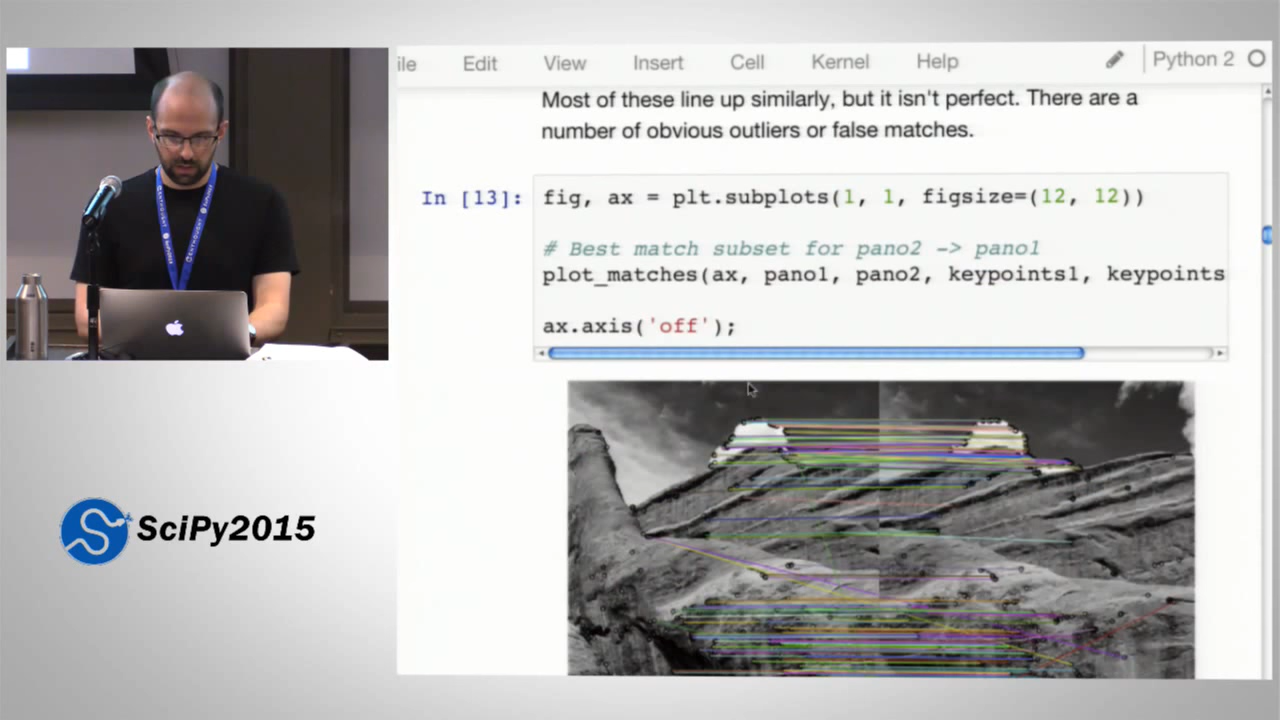 ile Edit View Insert Cell Kernel Help Python 2
Most of these line up similarly, but it isn't perfect. There are a
number of obvious outliers or false matches.
In [13]: fig, ax = plt.subplots(1, 1, figsize=(12, 12))
# Best match subset for pano2 -> pano1
plot_matches(ax, pano1, pano2, keypoints1, keypoints
ax.axis('off');
SciPy2015